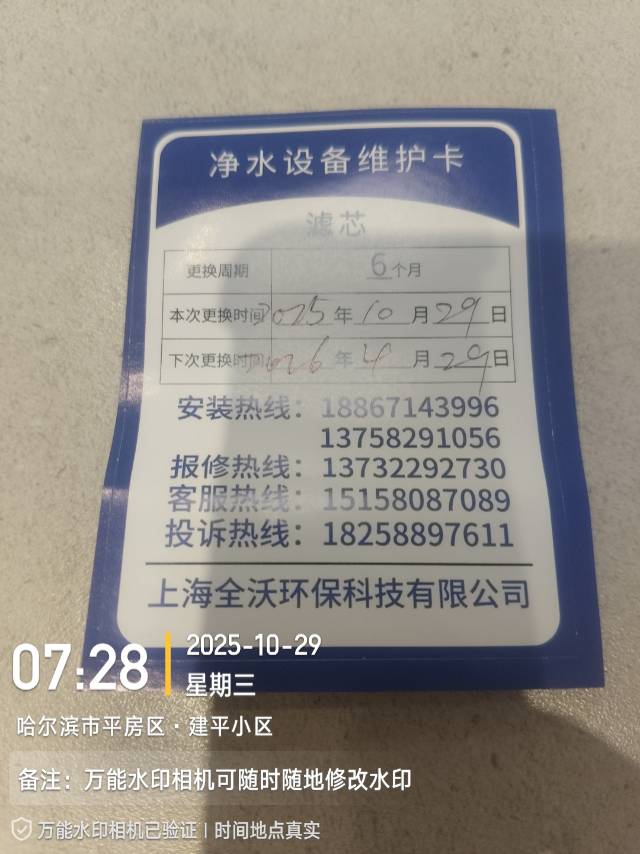 净水设备维护卡
滤芯
更换周期 6个月
本次更换时间 2025年10月29日
下次更换时间 2026年4月29日
安装热线：18867143996
13758291056
报修热线：13732292730
客服热线：15158087089
投诉热线：18258897611
上海全沃环保科技有限公司
07:28
2025-10-29
星期三
哈尔滨市平房区·建平小区
备注：万能水印相机可随时随地修改水印
万能水印相机已验证 | 时间地点真实